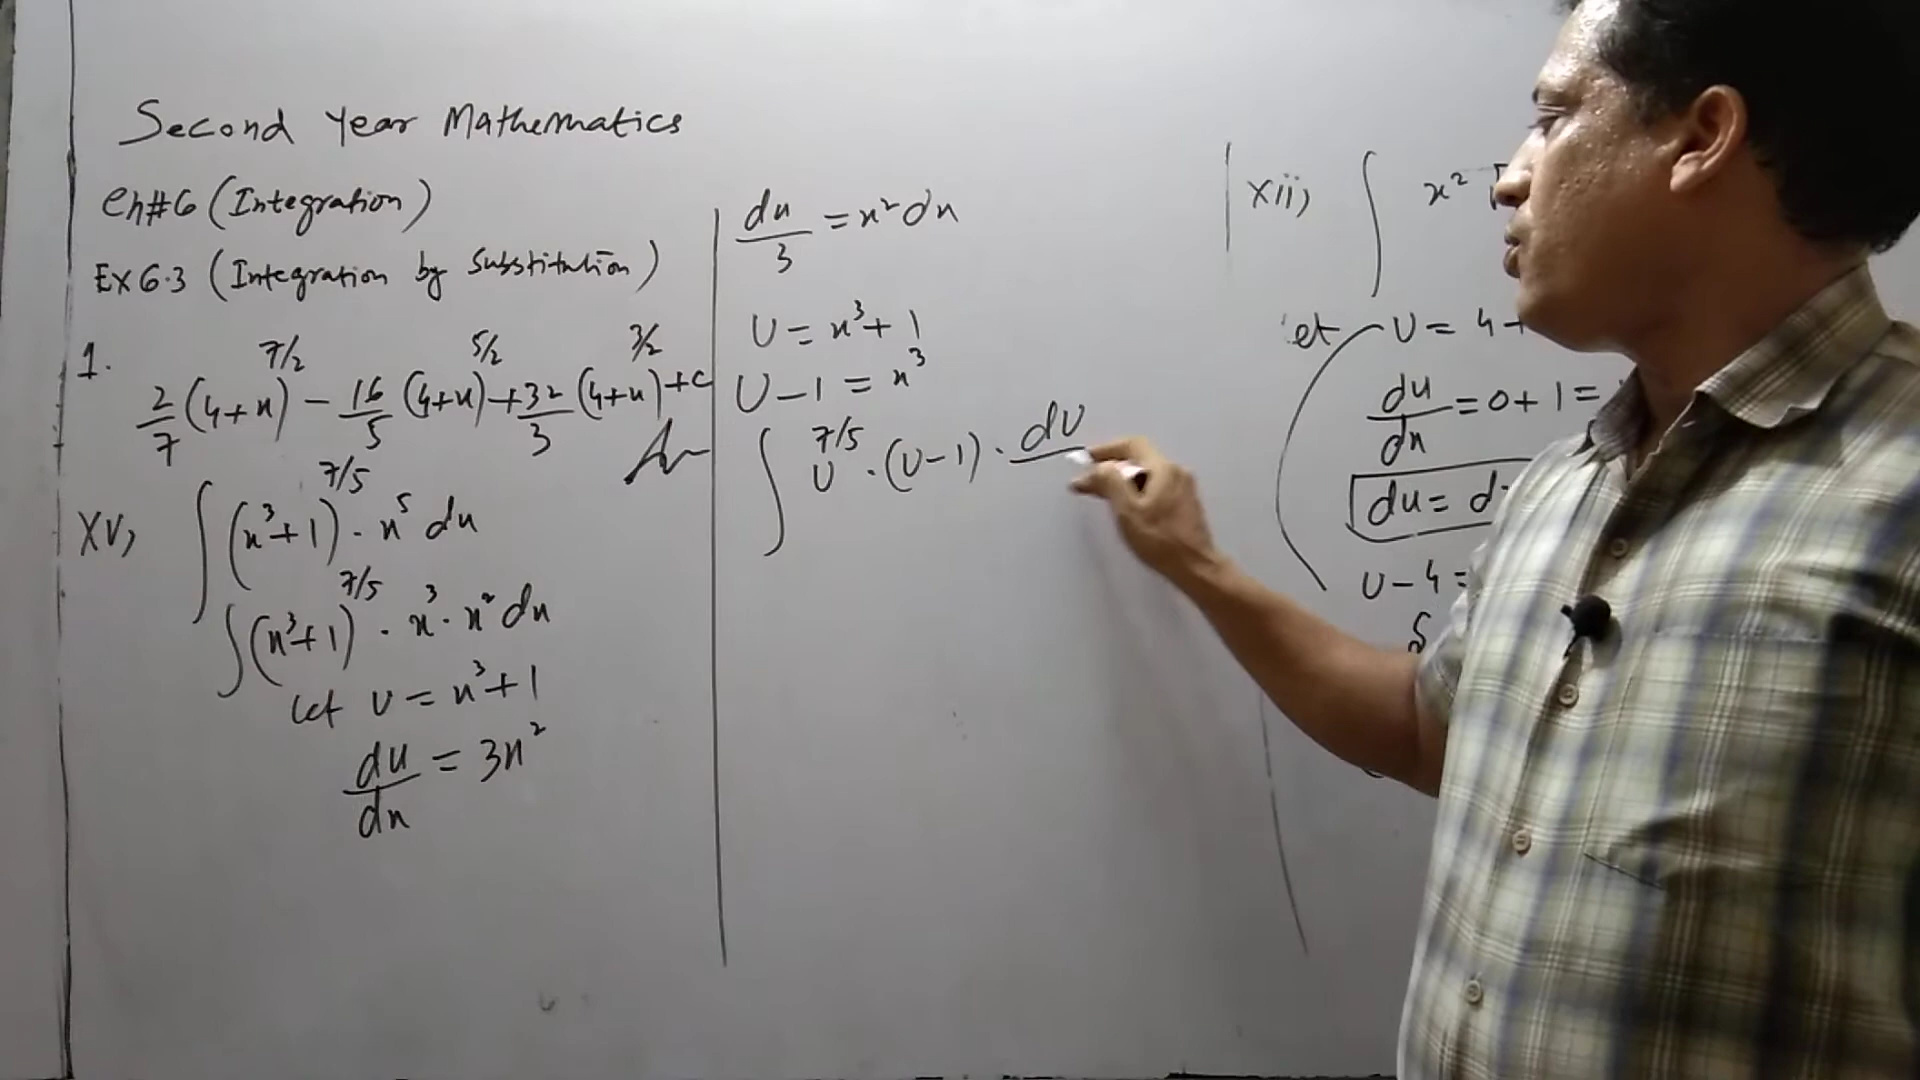 Second Year Mathematics
Ch#6 (Integration)
Ex 6.3 (Integration by Substitution)
1. 2/7 (4+x)^7/2 - 16/5 (4+x)^5/2 + 32/3 (4+x)^3/2 + c
xv) ∫ (x³+1)^7/5 · x⁵ dx
∫ (x³+1)^7/5 · x³ · x² dx
Let u = x³+1
du/dx = 3x²
du/3 = x² dx
u = x³+1
u-1 = x³
∫ u^7/5 · (u-1) · du
xii) ∫ x²
let u = 4+
du/dx = 0+1 =
du = d
u-4 =